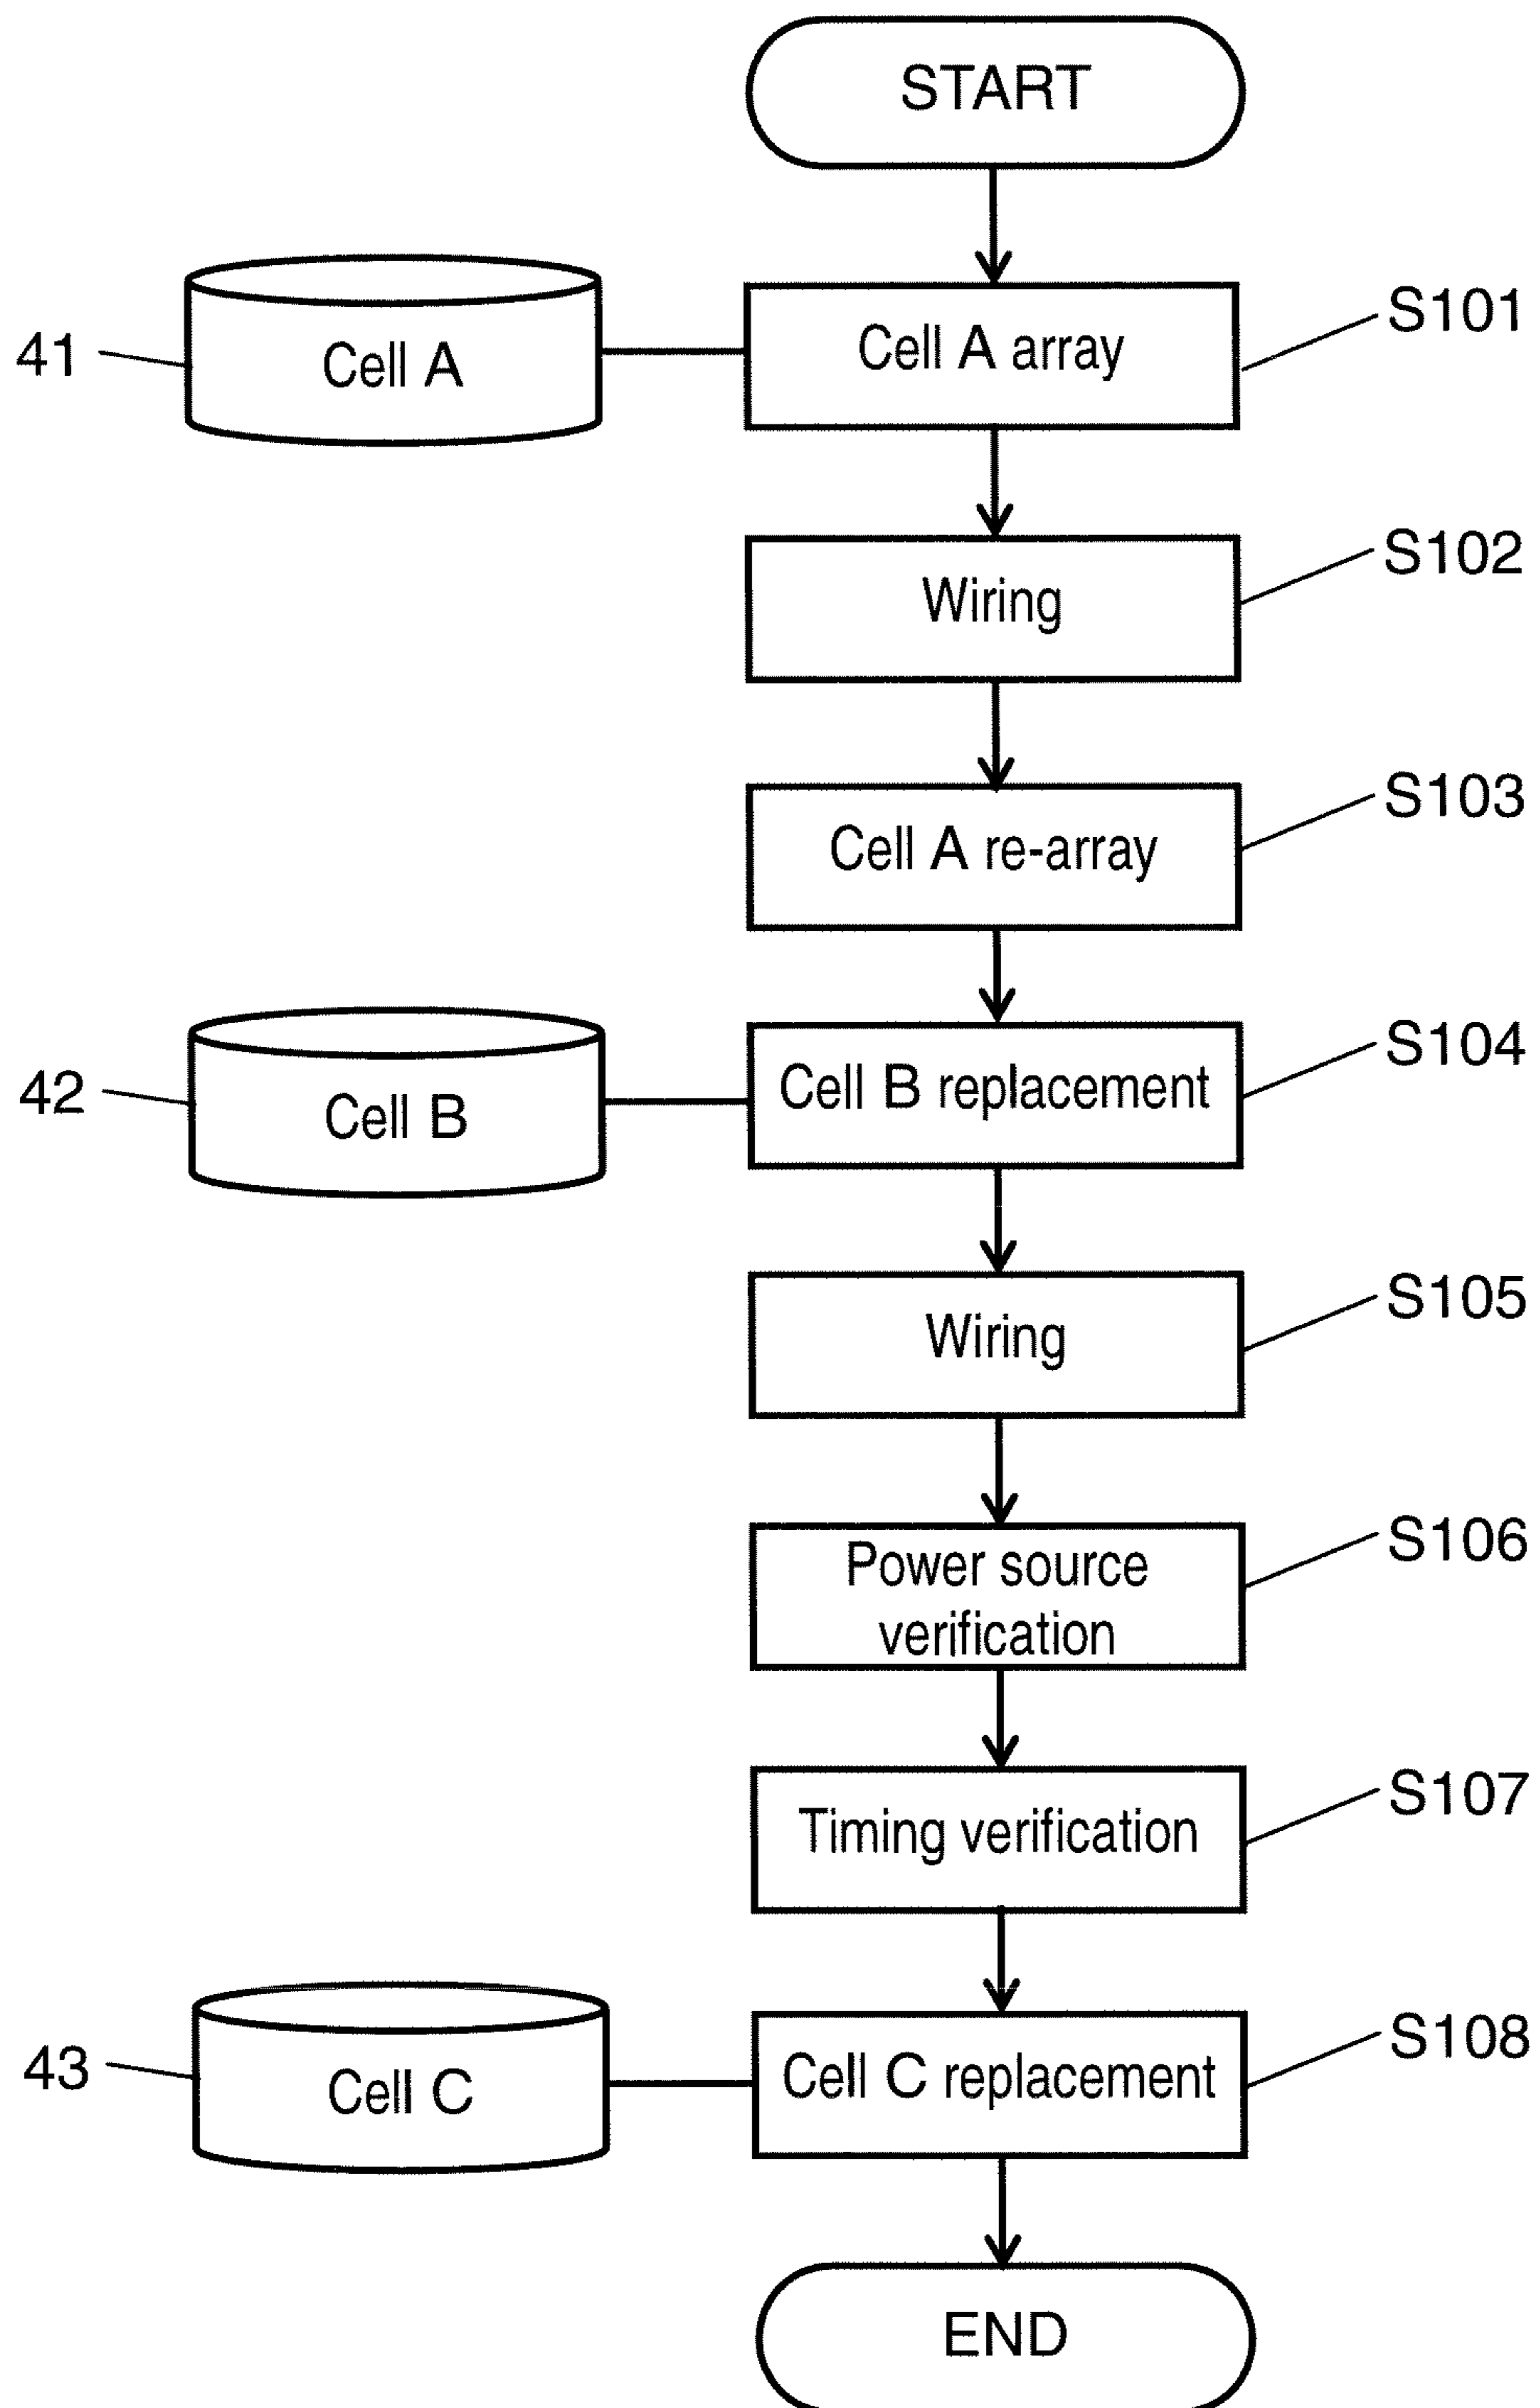 START
41
Cell A
Cell A array
S101
Wiring
S102
Cell A re-array
S103
42
Cell B
Cell B replacement
S104
Wiring
S105
Power source
verification
S106
Timing verification
S107
43
Cell C
Cell C replacement
S108
END